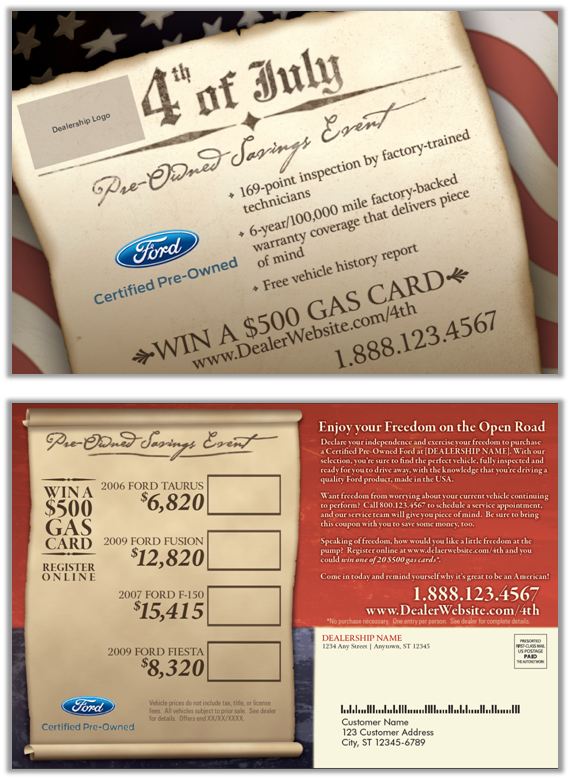 Dealership Logo
4th of July
Pre-Owned Savings Event
169-point inspection by factory-trained
technicians
6-year/100,000 mile factory-backed
warranty coverage that delivers piece
of mind
Free vehicle history report
Ford
Certified Pre-Owned
WIN A $500 GAS CARD
www.DealerWebsite.com/4th
1.888.123.4567
Pre-Owned Savings Event
WIN A
$500
GAS
CARD
REGISTER
ONLINE
2006 FORD TAURUS
$6,820
2009 FORD FUSION
$12,820
2007 FORD F-150
$15,415
2009 FORD FIESTA
$8,320
Ford
Certified Pre-Owned
Vehicle prices do not include tax, title, or license
fees. All vehicles subject to prior sale. See dealer
for details. Offers end XX/XX/XXXX.
Enjoy your Freedom on the Open Road
Declare your independence and exercise your freedom to purchase
a Certified Pre-Owned Ford at [DEALERSHIP NAME]. With our
selection, you're sure to find the perfect vehicle, fully inspected and
ready for you to drive away, with the knowledge that you're driving a
quality Ford product, made in the USA.
Want freedom from worrying about your current vehicle continuing
to perform? Call 800.123.4567 to schedule a service appointment,
and our service team will give you piece of mind. Be sure to bring
this coupon with you to save some money, too.
Speaking of freedom, how would you like a little freedom at the
pump? Register online at www.delaerwebsite.com/4th and you
could win one of 20 $500 gas cards*.
Come in today and remind yourself why it's great to be an American!
1.888.123.4567
www.DealerWebsite.com/4th
*No purchase necessary. One entry per person. See dealer for complete details.
DEALERSHIP NAME
1234 Any Street | Anytown, ST 12345
PRESORTED
FIRST-CLASS MAIL
US POSTAGE
PAID
Customer Name
123 Customer Address
City, ST 12345-6789